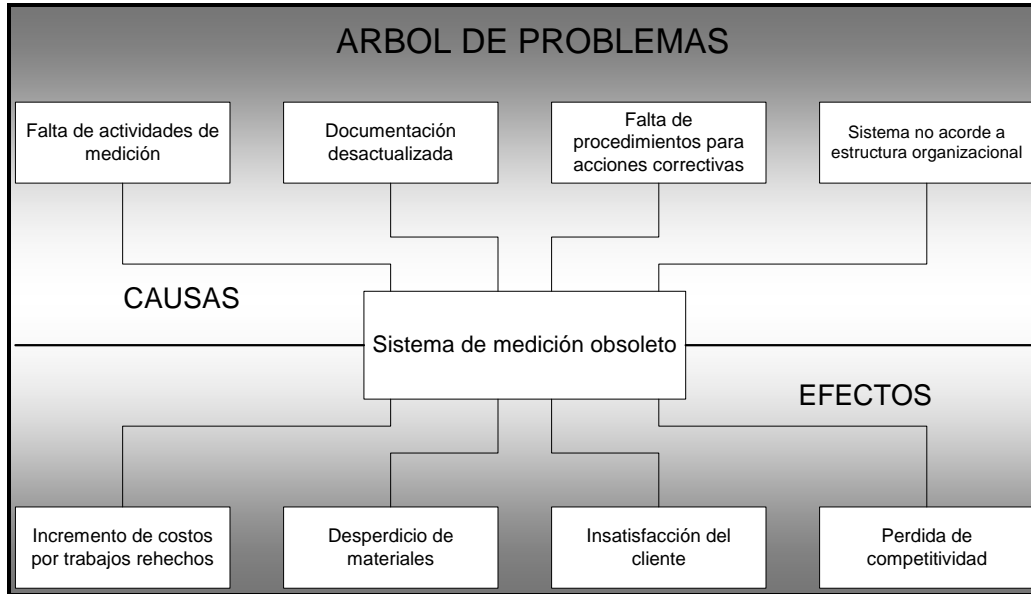 ARBOL DE PROBLEMAS
Falta de actividades de
medición
Documentación
desactualizada
Falta de
procedimientos para
acciones correctivas
Sistema no acorde a
estructura organizacional
CAUSAS
Sistema de medición obsoleto
EFECTOS
Incremento de costos
por trabajos rehechos
Desperdicio de
materiales
Insatisfacción del
cliente
Perdida de
competitividad